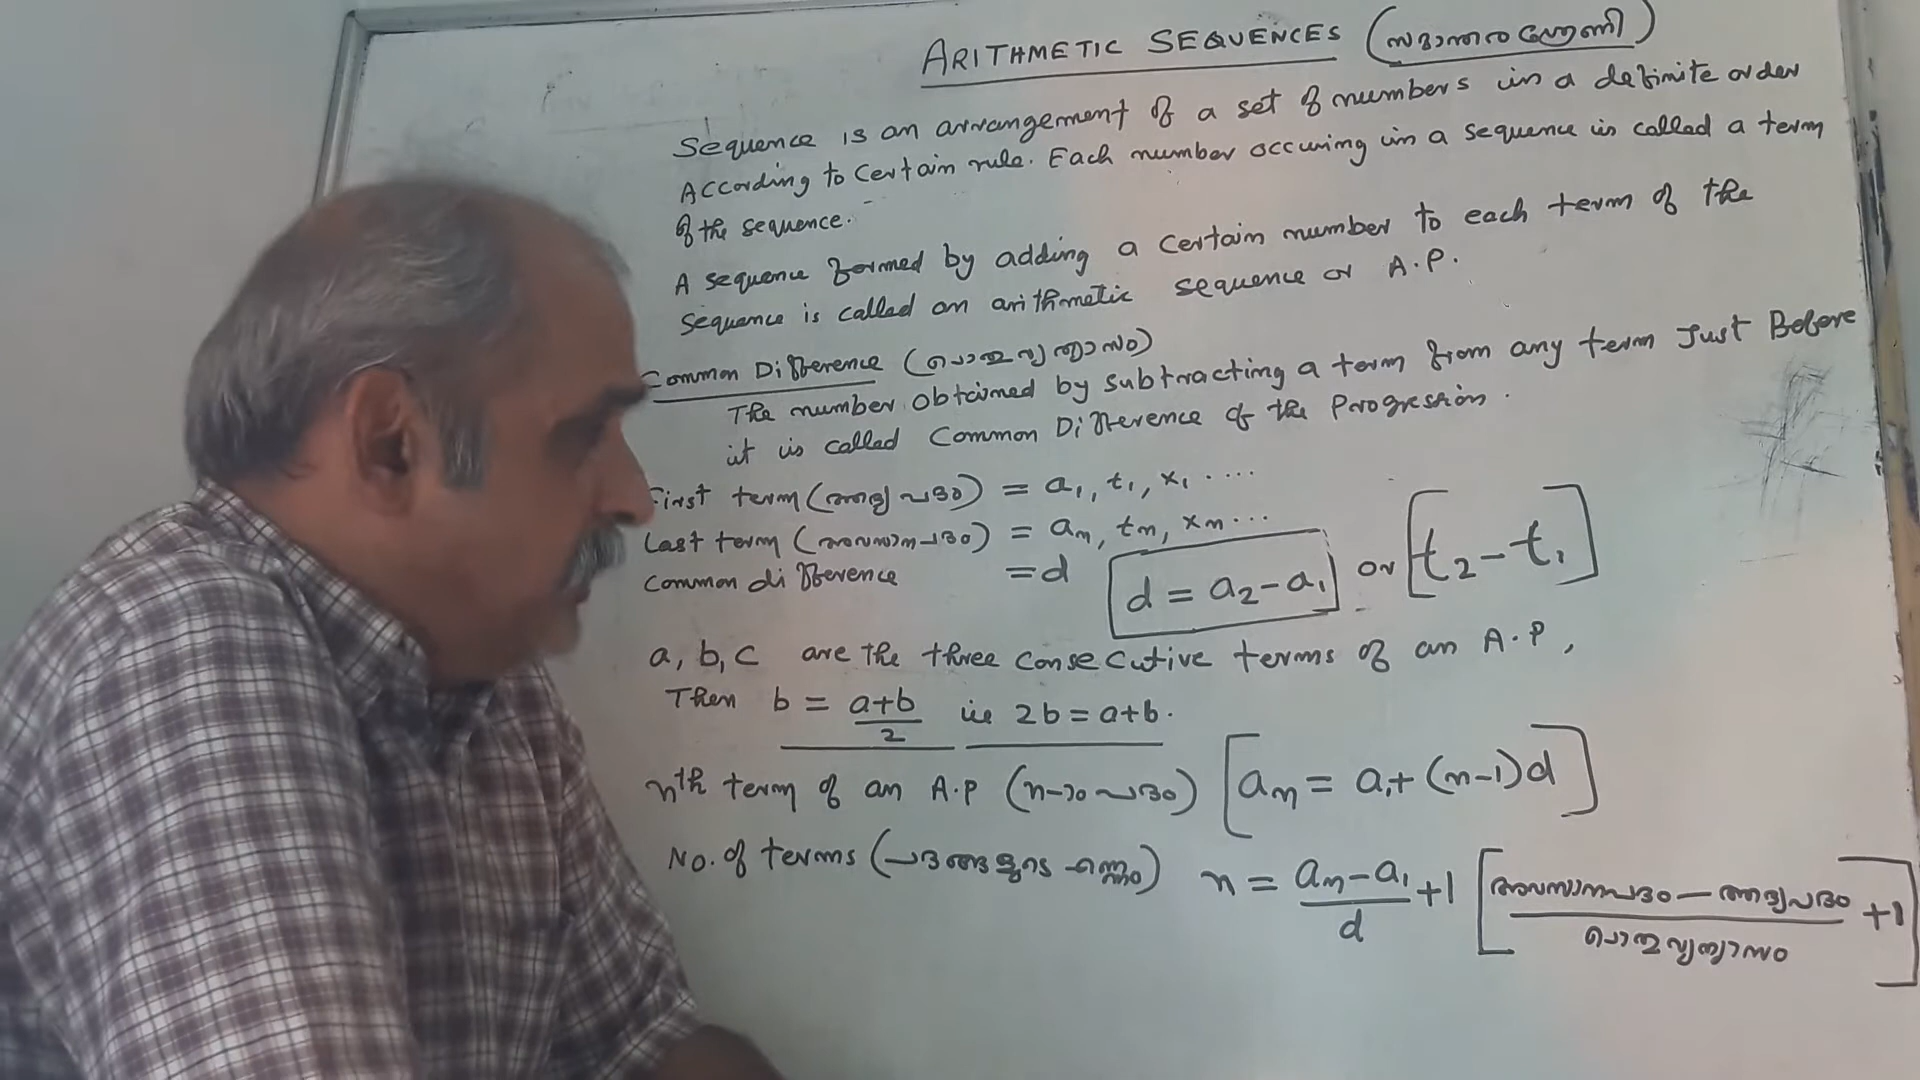 ARITHMETIC SEQUENCES (സമാന്തര ശ്രേണി)
Sequence is an arrangement of a set of numbers in a definite order
According to certain rule. Each number occuring in a sequence is called a term
of the sequence.
A sequence formed by adding a certain number to each term of the
sequence is called an arithmetic sequence or A.P.
Common Difference (പൊതുവ്യത്യാസം)
The number obtained by subtracting a term from any term Just Before
it is called Common Difference of the Progression.
First term (ആദ്യപദം) = a₁, t₁, x₁ ....
Last term (അവസാനപദം) = aₙ, tₙ, xₙ...
Common difference = d d = a₂-a₁ or [t₂-t₁]
a, b, c are the three consecutive terms of an A.P,
Then b = a+b/2 ie 2b = a+b.
nth term of an A.P (n-ാം പദം) [aₙ = a₁+(n-1)d]
No. of terms (പദങ്ങളുടെ എണ്ണം) n = aₙ-a₁/d +1 [അവസാനപദം - ആദ്യപദം/പൊതുവ്യത്യാസം +1]